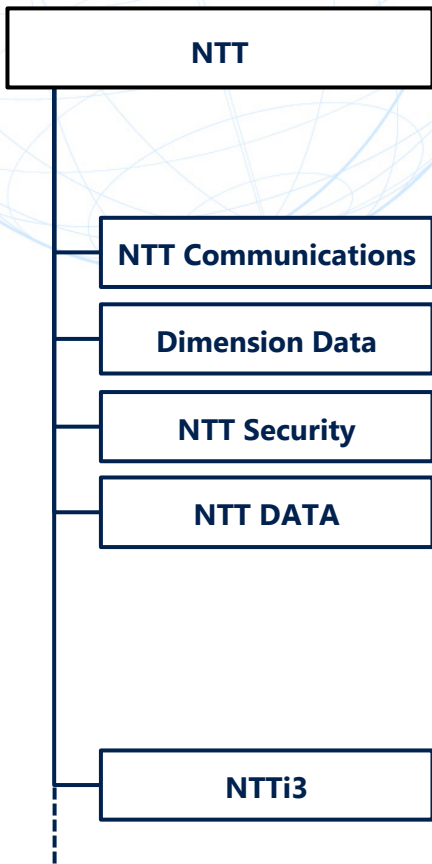 NTT
NTT Communications
Dimension Data
NTT Security
NTT DATA
NTTi3